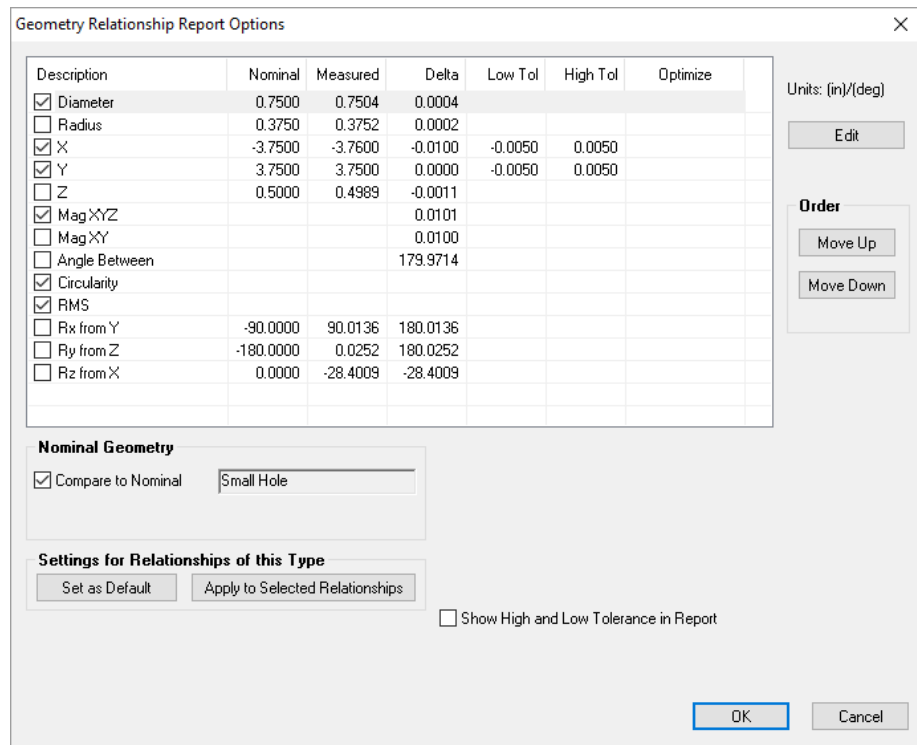 Geometry Relationship Report Options
Description Nominal Measured Delta Low Tol High Tol Optimize
Diameter 0.7500 0.7504 0.0004
Radius 0.3750 0.3752 0.0002
X -3.7500 -3.7600 -0.0100 -0.0050 0.0050
Y 3.7500 3.7500 0.0000 -0.0050 0.0050
Z 0.5000 0.4989 -0.0011
Mag XYZ 0.0101
Mag XY 0.0100
Angle Between 179.9714
Circularity
RMS
Rx from Y -90.0000 90.0136 180.0136
Ry from Z -180.0000 0.0252 180.0252
Rz from X 0.0000 -28.4009 -28.4009
Units: (in)/(deg)
Edit
Order
Move Up
Move Down
Nominal Geometry
Compare to Nominal Small Hole
Settings for Relationships of this Type
Set as Default Apply to Selected Relationships
Show High and Low Tolerance in Report
OK Cancel